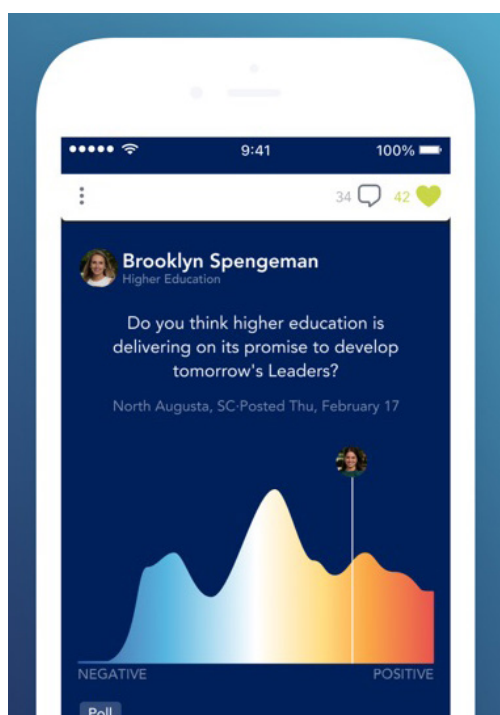 9:41
100%
34
42
Brooklyn Spengeman
Higher Education
Do you think higher education is
delivering on its promise to develop
tomorrow's Leaders?
North Augusta, SC·Posted Thu, February 17
NEGATIVE
POSITIVE
Poll